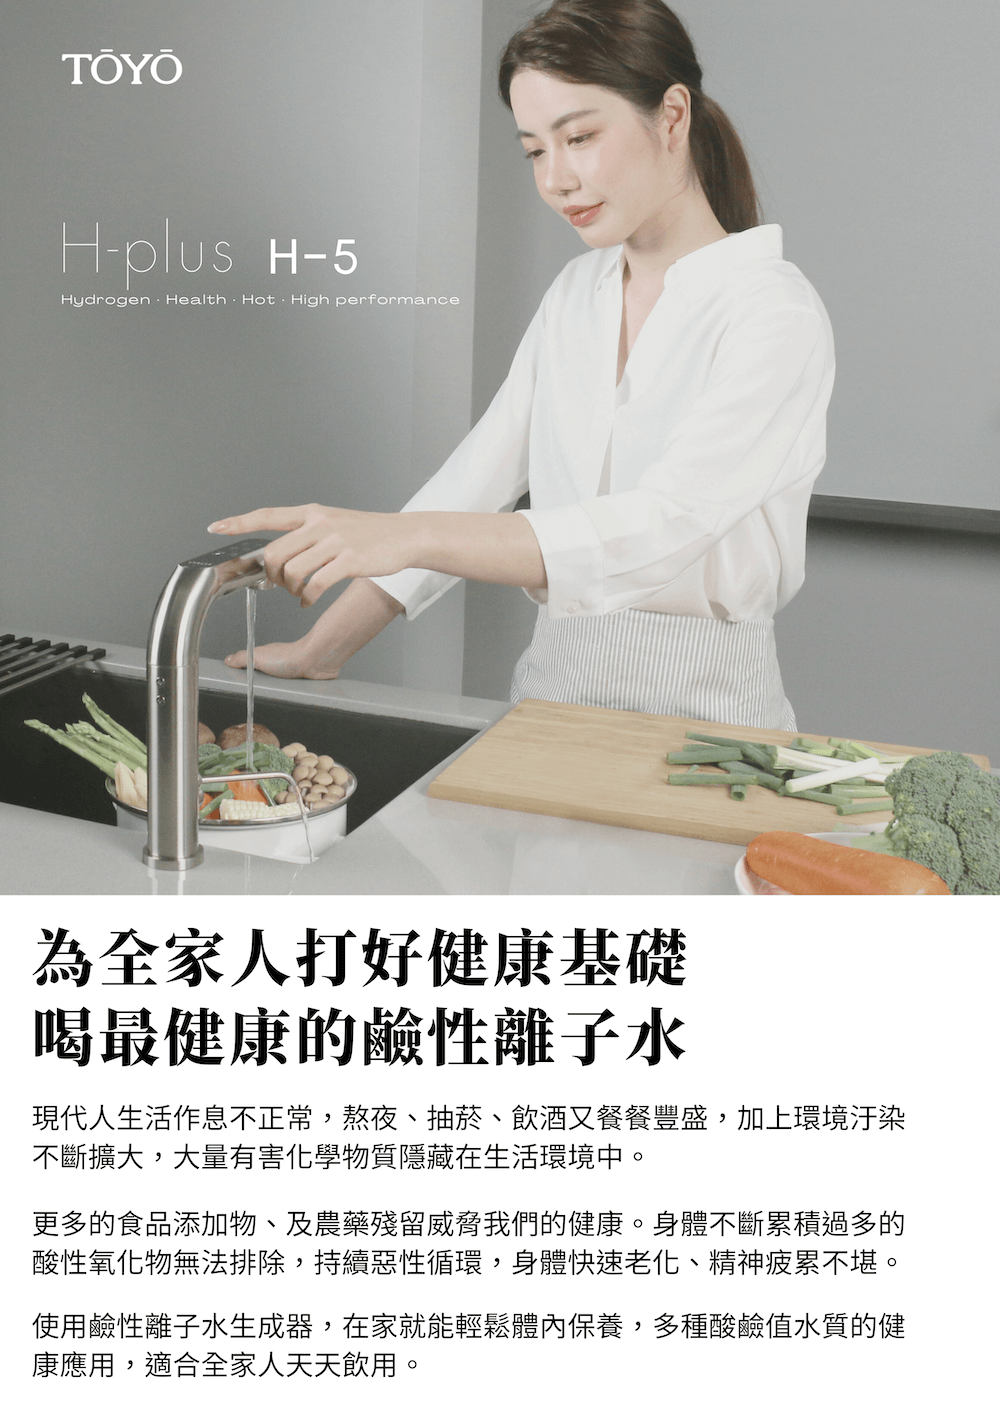 TŌYŌ
H-plus H-5
Hydrogen · Health · Hot · High performance
為全家人打好健康基礎
喝最健康的鹼性離子水
現代人生活作息不正常，熬夜、抽菸、飲酒又餐餐豐盛，加上環境汙染
不斷擴大，大量有害化學物質隱藏在生活環境中。
更多的食品添加物、及農藥殘留威脅我們的健康。身體不斷累積過多的
酸性氧化物無法排除，持續惡性循環，身體快速老化、精神疲累不堪。
使用鹼性離子水生成器，在家就能輕鬆體內保養，多種酸鹼值水質的健
康應用，適合全家人天天飲用。